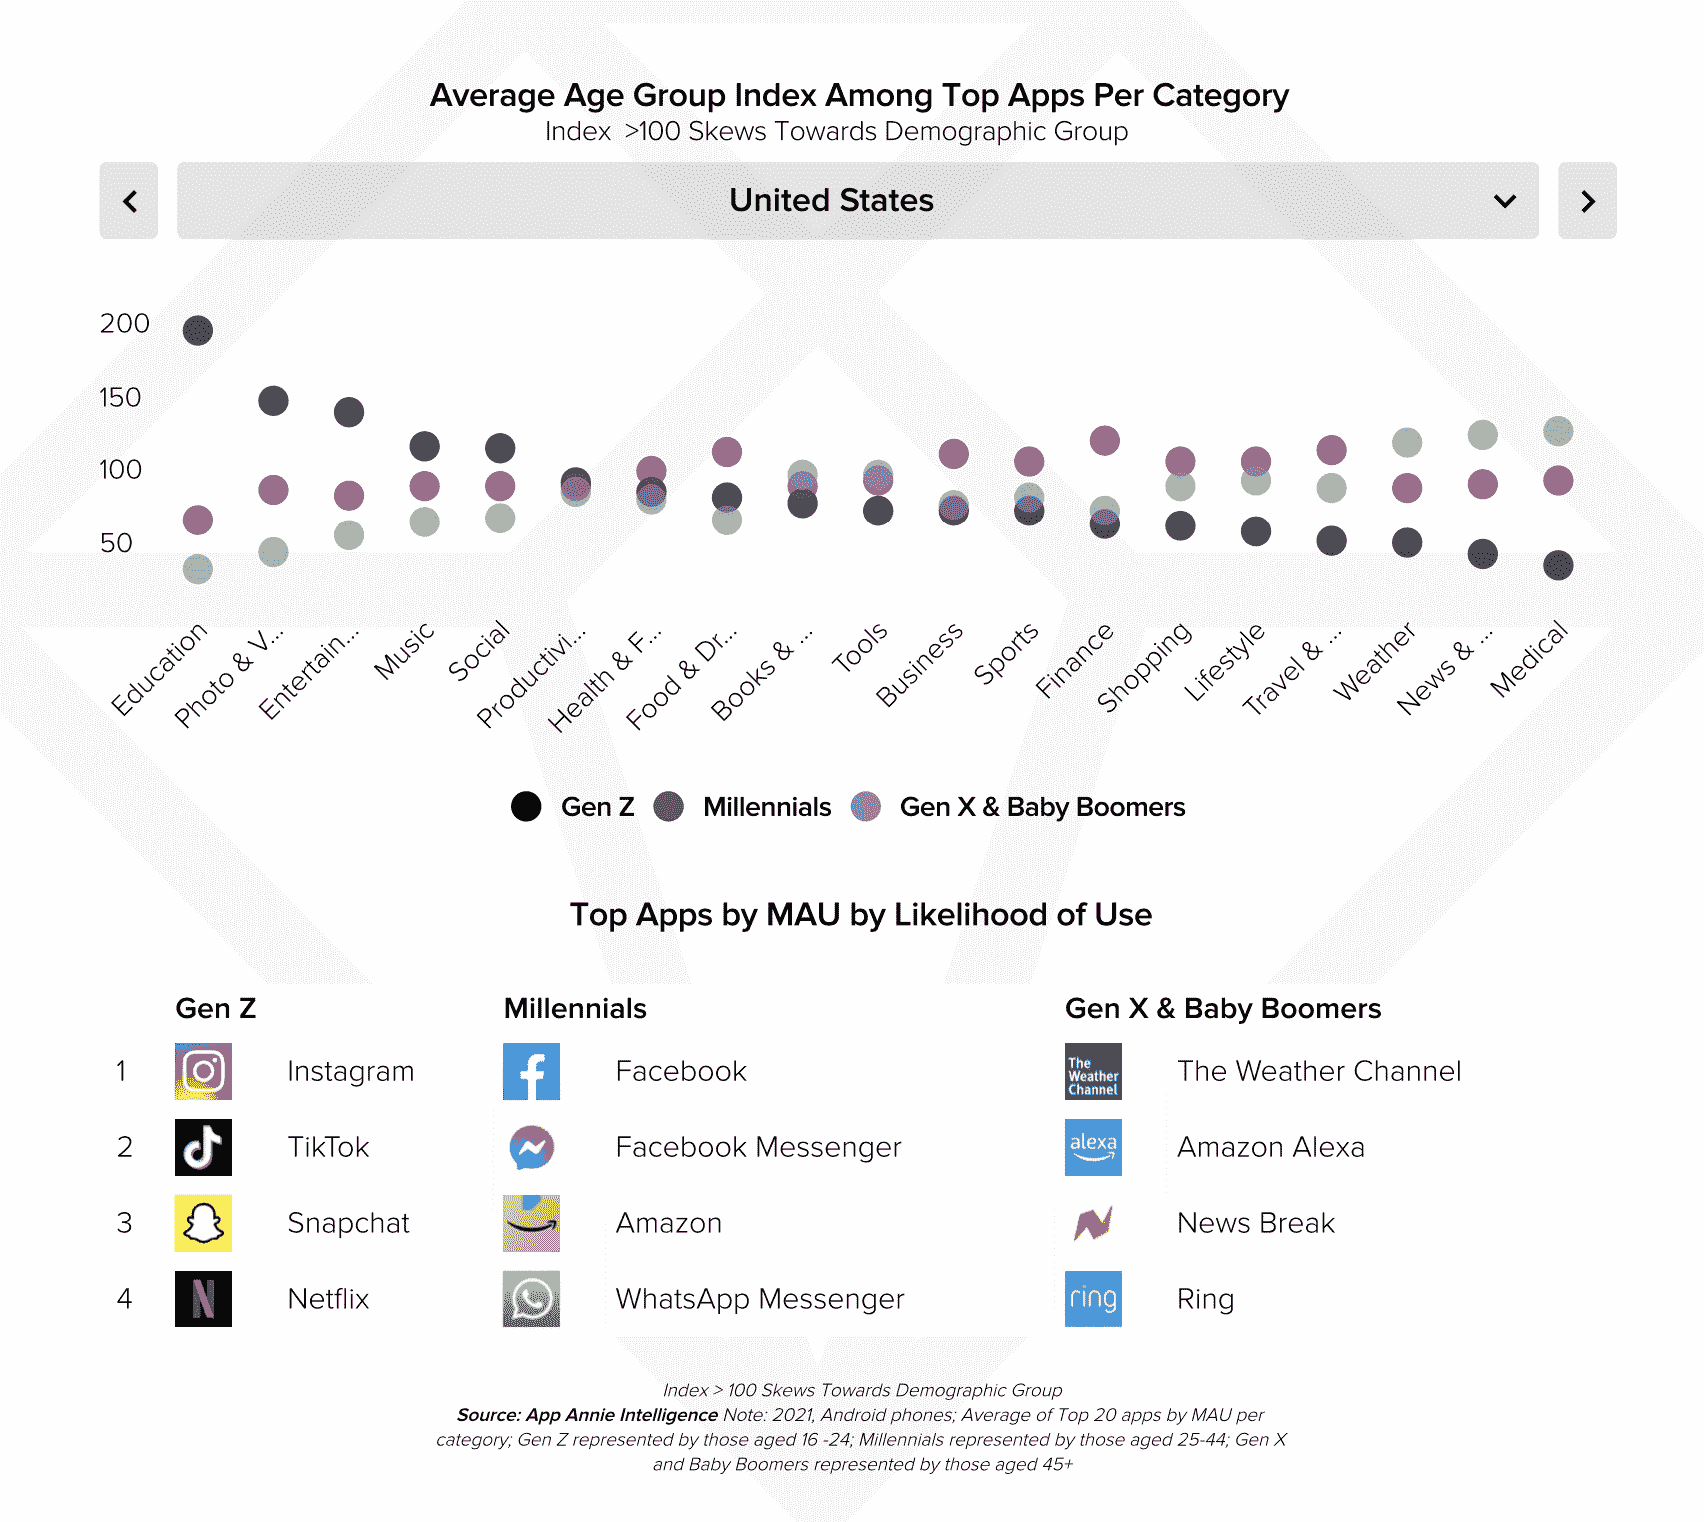 Average Age Group Index Among Top Apps Per Category
Index >100 Skews Towards Demographic Group
United States
200
150
100
50
Education
Photo & V...
Entertain...
Music
Social
Productivi...
Health & F...
Food & Dr...
Books & ...
Tools
Business
Sports
Finance
Shopping
Lifestyle
Travel & ...
Weather
News & ...
Medical
Gen Z Millennials Gen X & Baby Boomers
Top Apps by MAU by Likelihood of Use
Gen Z Millennials Gen X & Baby Boomers
1 Instagram Facebook The Weather Channel The Weather Channel
2 TikTok Facebook Messenger alexa Amazon Alexa
3 Snapchat Amazon News Break
4 N Netflix WhatsApp Messenger ring Ring
Index > 100 Skews Towards Demographic Group
Source: App Annie Intelligence Note: 2021, Android phones; Average of Top 20 apps by MAU per
category; Gen Z represented by those aged 16 -24; Millennials represented by those aged 25-44; Gen X
and Baby Boomers represented by those aged 45+